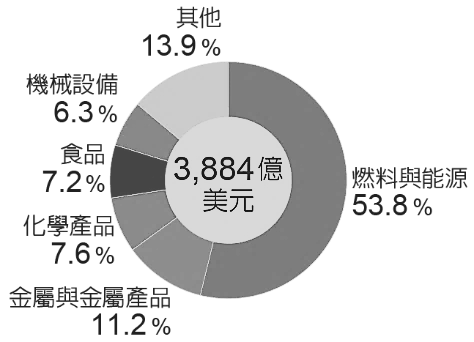 其他
13.9%
機械設備
6.3%
食品
7.2%
化學產品
7.6%
金屬與金屬產品
11.2%
燃料與能源
53.8%
3,884億
美元